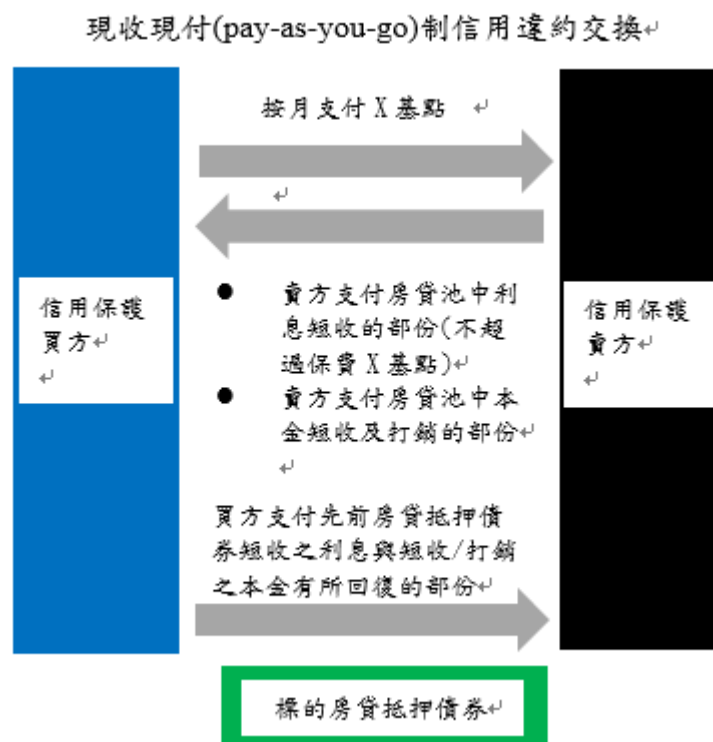 現收現付(pay-as-you-go)制信用違約交換↵
按月支付 X 基點 ↵
↵
信用保護
買方↵
↵
● 賣方支付房貸池中利
息短收的部份(不超
過保費 X 基點)↵
● 賣方支付房貸池中本
金短收及打銷的部份↵
↵
信用保護
賣方↵
↵
買方支付先前房貸抵押債
券短收之利息與短收/打銷
之本金有所回復的部份↵
標的房貸抵押債券↵